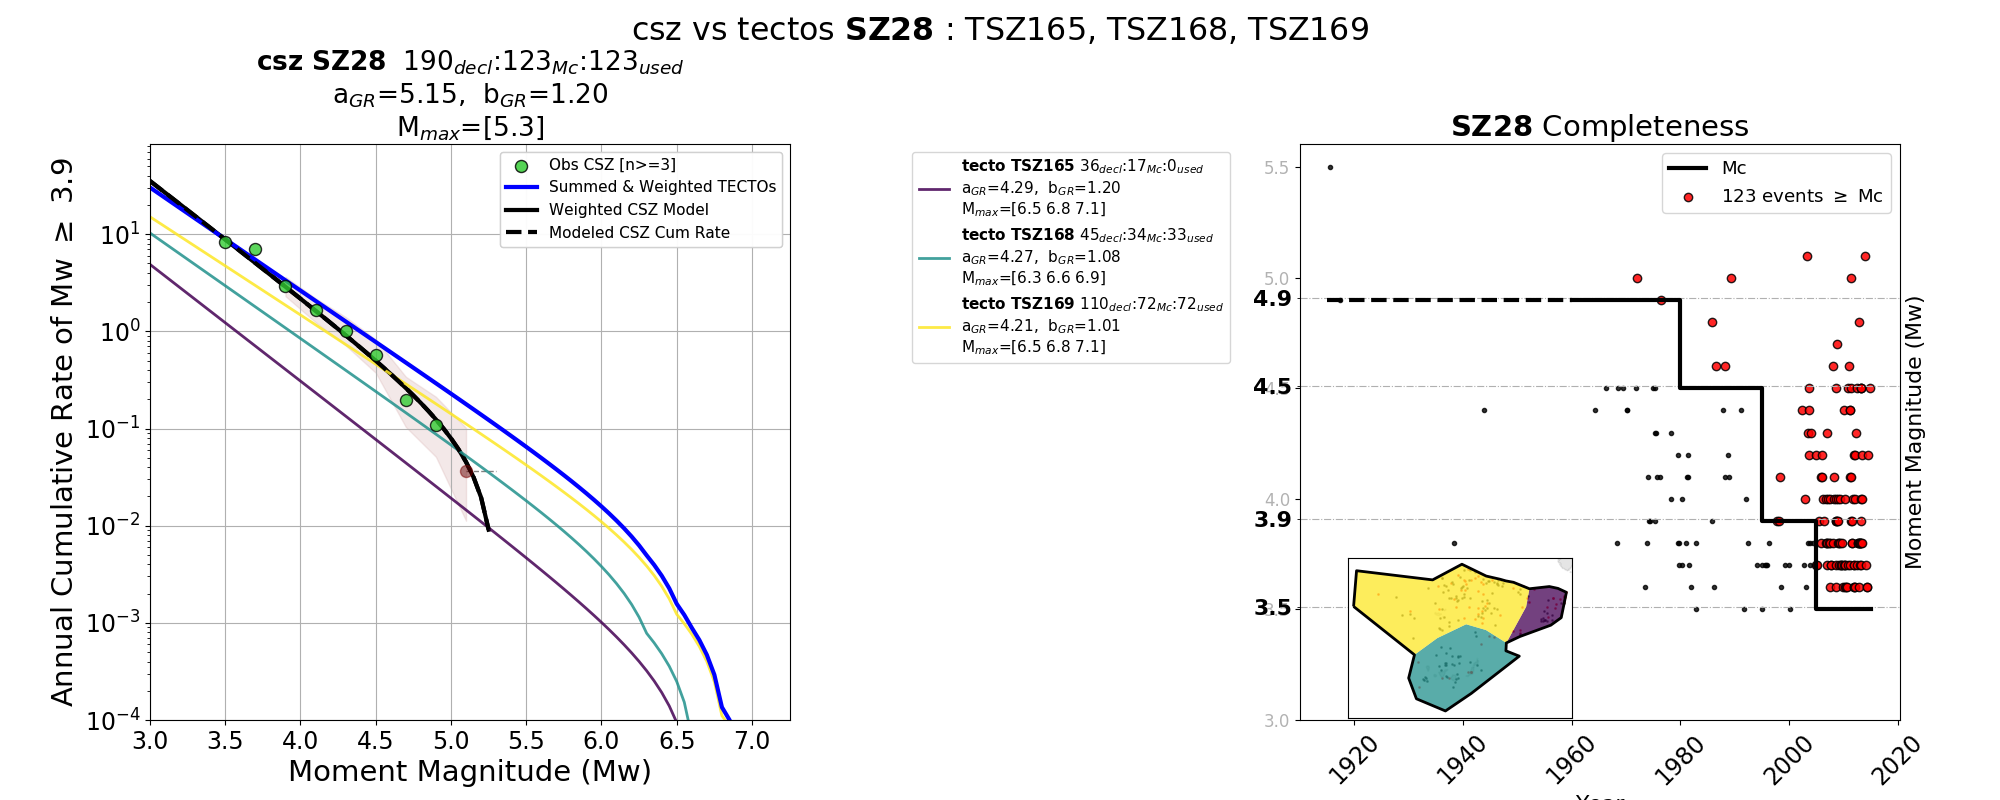 csz vs tectos SZ28 : TSZ165, TSZ168, TSZ169
csz SZ28 190decl:123Mc:123used
aGR=5.15, bGR=1.20
Mmax=[5.3]
Annual Cumulative Rate of Mw ≥ 3.9
Obs CSZ [n>=3]
Summed & Weighted TECTOs
Weighted CSZ Model
Modeled CSZ Cum Rate
10^1
10^0
10^-1
10^-2
10^-3
10^-4
3.0 3.5 4.0 4.5 5.0 5.5 6.0 6.5 7.0
Moment Magnitude (Mw)
tecto TSZ165 36decl:17Mc:0used
aGR=4.29, bGR=1.20
Mmax=[6.5 6.8 7.1]
tecto TSZ168 45decl:34Mc:33used
aGR=4.27, bGR=1.08
Mmax=[6.3 6.6 6.9]
tecto TSZ169 110decl:72Mc:72used
aGR=4.21, bGR=1.01
Mmax=[6.5 6.8 7.1]
SZ28 Completeness
Mc
123 events ≥ Mc
5.5
5.0
4.9
4.5
4.0
3.9
3.5
3.0
1920 1940 1960 1980 2000 2020
Moment Magnitude (Mw)